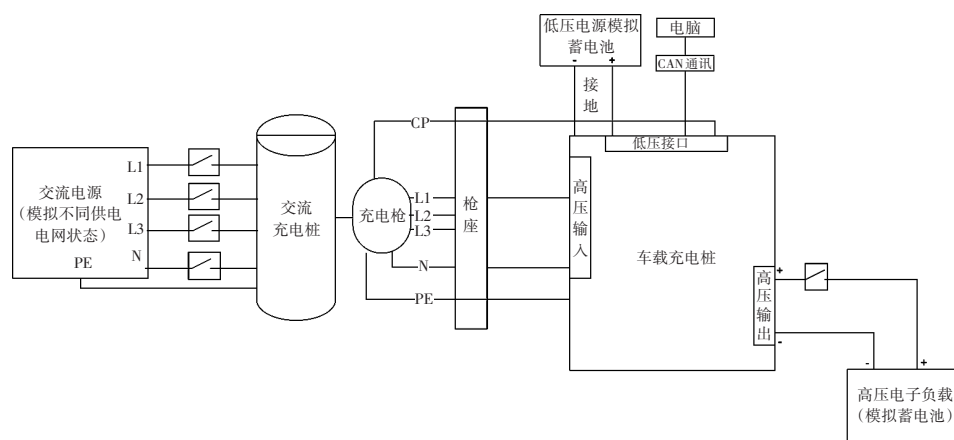 低压电源模拟
蓄电池
-
+
电脑
CAN 通讯
接
地
CP
低压接口
L1
L2
L3
N
PE
交流电源
（模拟不同供电
电网状态）
交流
充电桩
充电枪
L1
L2
L3
N
PE
枪
座
高
压
输
入
车载充电桩
高
压
输
出
+
-
-
+
高压电子负载
（模拟蓄电池）